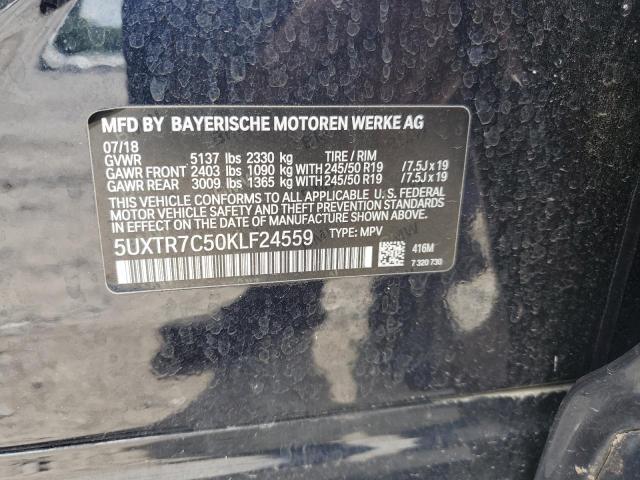 MFD BY BAYERISCHE MOTOREN WERKE AG
07/18
GVWR 5137 lbs 2330 kg TIRE / RIM
GAWR FRONT 2403 lbs 1090 kg WITH 245/50 R19 / 7.5J x 19
GAWR REAR 3009 lbs 1365 kg WITH 245/50 R19 / 7.5J x 19
THIS VEHICLE CONFORMS TO ALL APPLICABLE U. S. FEDERAL
MOTOR VEHICLE SAFETY AND THEFT PREVENTION STANDARDS
IN EFFECT ON THE DATE OF MANUFACTURE SHOWN ABOVE.
5UXTR7C50KLF24559 TYPE: MPV
416M
7 320 730